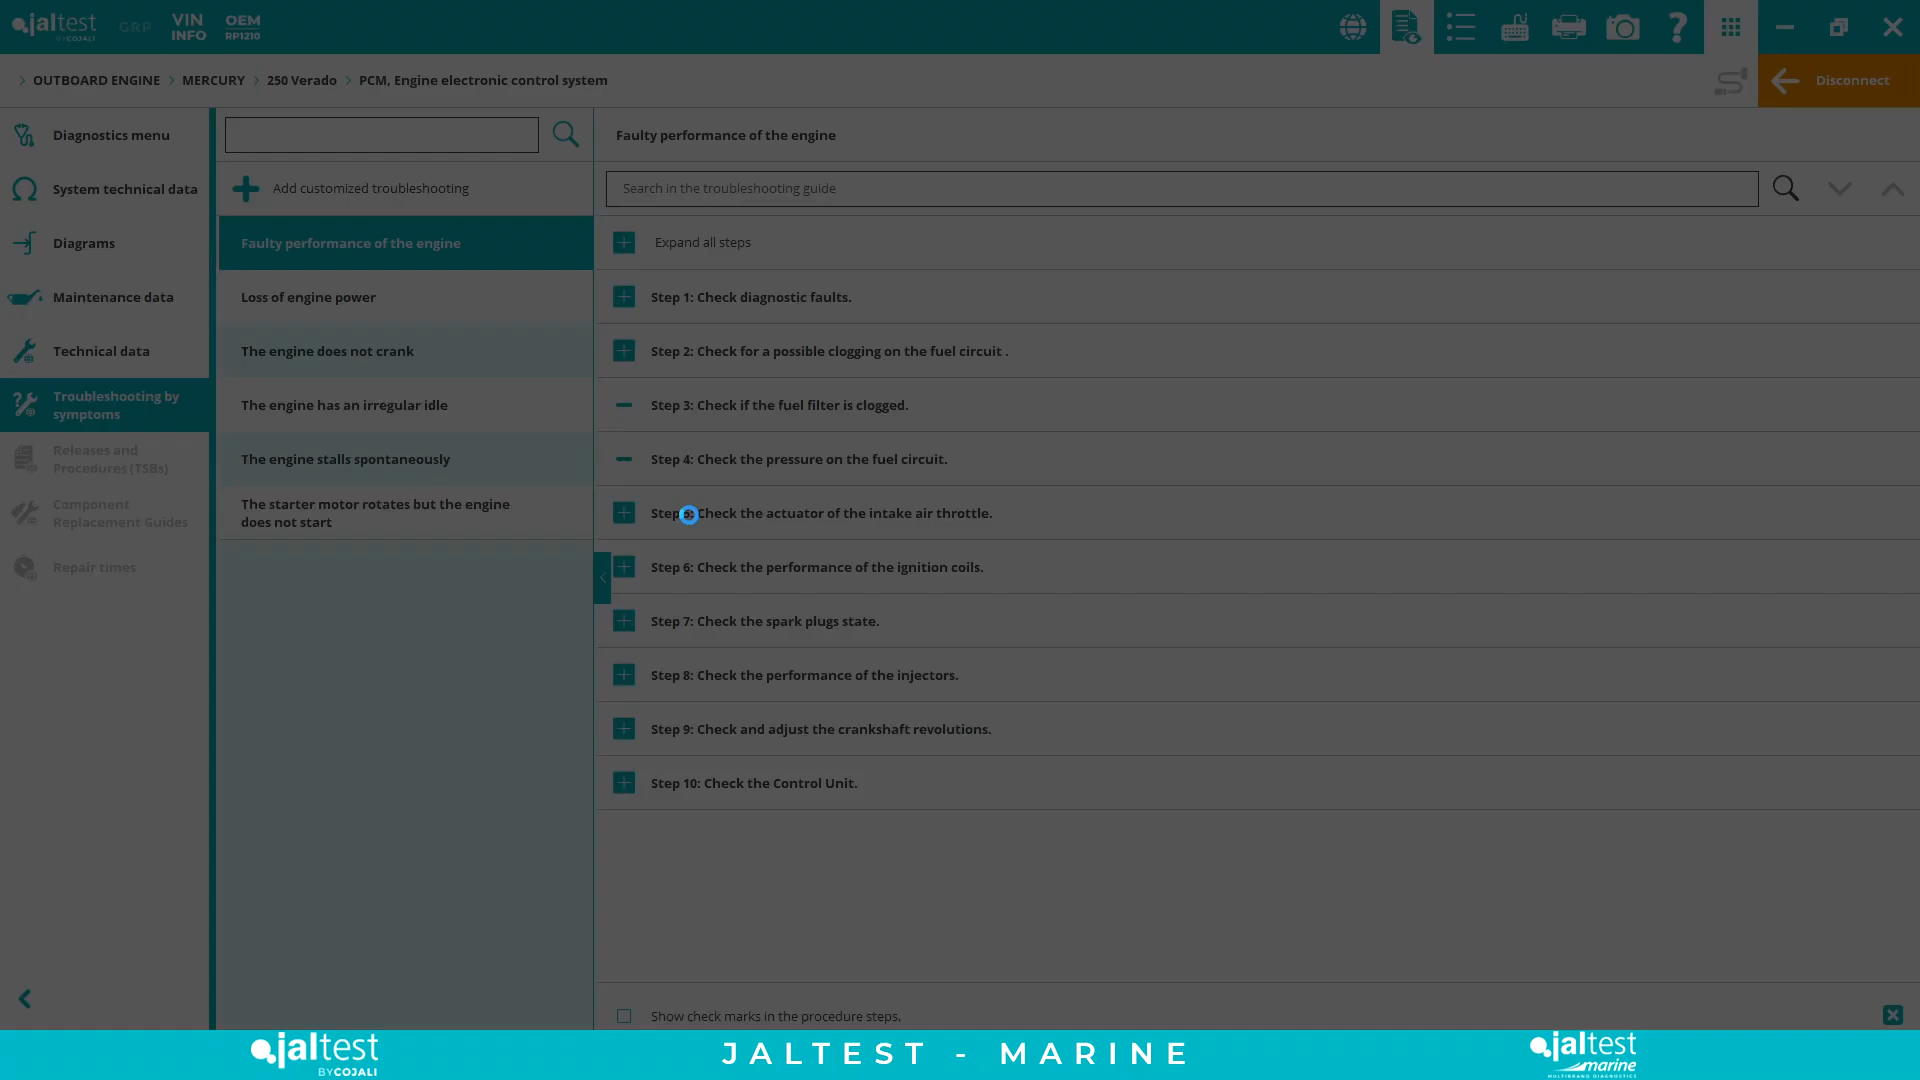 jaltest
BY COJALI
GRP
VIN
INFO
OEM
RP1210
OUTBOARD ENGINE
MERCURY
250 Verado
PCM, Engine electronic control system
Disconnect
Diagnostics menu
System technical data
Diagrams
Maintenance data
Technical data
Troubleshooting by
symptoms
Releases and
Procedures (TSBs)
Component
Replacement Guides
Repair times
Add customized troubleshooting
Faulty performance of the engine
Loss of engine power
The engine does not crank
The engine has an irregular idle
The engine stalls spontaneously
The starter motor rotates but the engine
does not start
Faulty performance of the engine
Search in the troubleshooting guide
Expand all steps
Step 1: Check diagnostic faults.
Step 2: Check for a possible clogging on the fuel circuit .
Step 3: Check if the fuel filter is clogged.
Step 4: Check the pressure on the fuel circuit.
Step 5: Check the actuator of the intake air throttle.
Step 6: Check the performance of the ignition coils.
Step 7: Check the spark plugs state.
Step 8: Check the performance of the injectors.
Step 9: Check and adjust the crankshaft revolutions.
Step 10: Check the Control Unit.
Show check marks in the procedure steps.
jaltest
BY COJALI
JALTEST - MARINE
jaltest
marine
MULTIBRAND DIAGNOSTICS